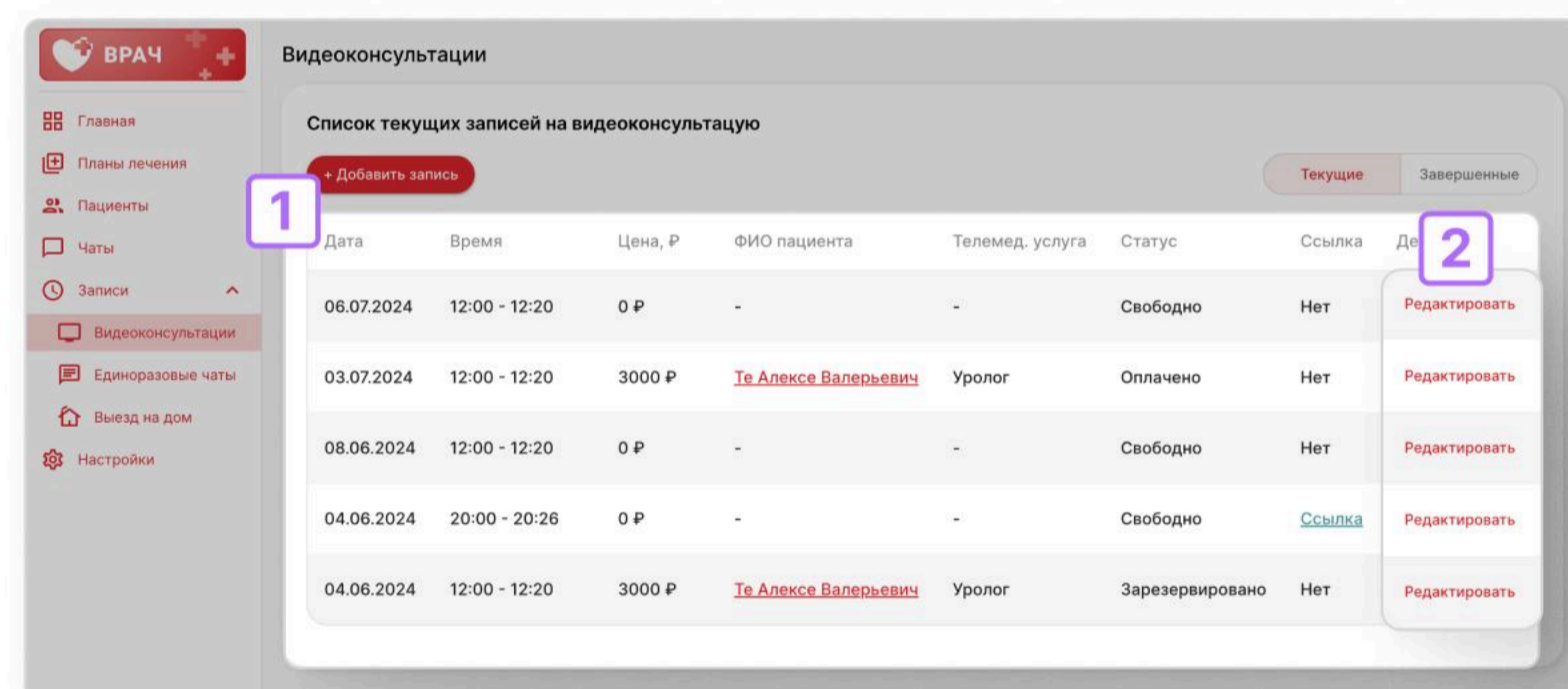 ВРАЧ
Видеоконсультации
Главная
Планы лечения
Пациенты
Чаты
Записи
Видеоконсультации
Единоразовые чаты
Выезд на дом
Настройки
Список текущих записей на видеоконсультацую
+ Добавить запись
Текущие Завершенные
1
2
Дата Время Цена, ₽ ФИО пациента Телемед. услуга Статус Ссылка Де
06.07.2024 12:00 - 12:20 0 ₽ - - Свободно Нет Редактировать
03.07.2024 12:00 - 12:20 3000 ₽ Те Алексе Валерьевич Уролог Оплачено Нет Редактировать
08.06.2024 12:00 - 12:20 0 ₽ - - Свободно Нет Редактировать
04.06.2024 20:00 - 20:26 0 ₽ - - Свободно Ссылка Редактировать
04.06.2024 12:00 - 12:20 3000 ₽ Те Алексе Валерьевич Уролог Зарезервировано Нет Редактировать